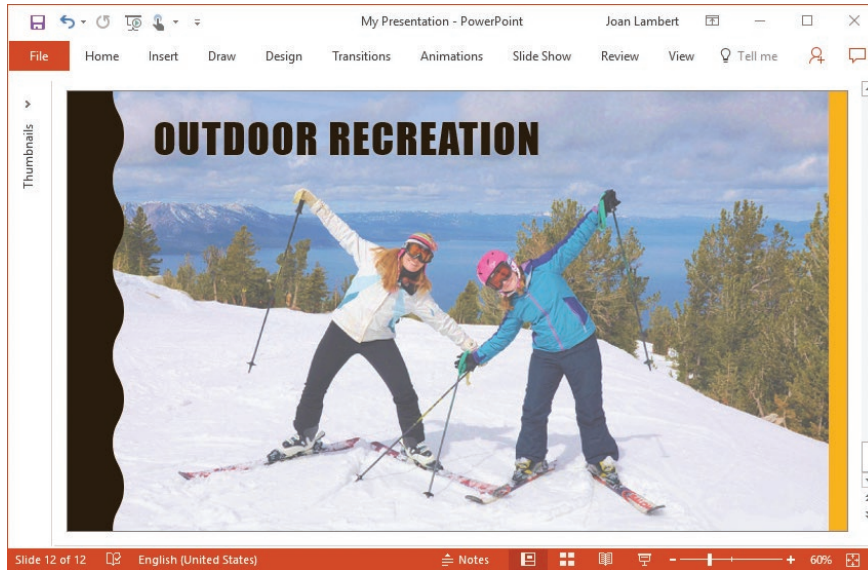 My Presentation - PowerPoint Joan Lambert
File Home Insert Draw Design Transitions Animations Slide Show Review View Tell me
Thumbnails
OUTDOOR RECREATION
Slide 12 of 12 English (United States) Notes 60%